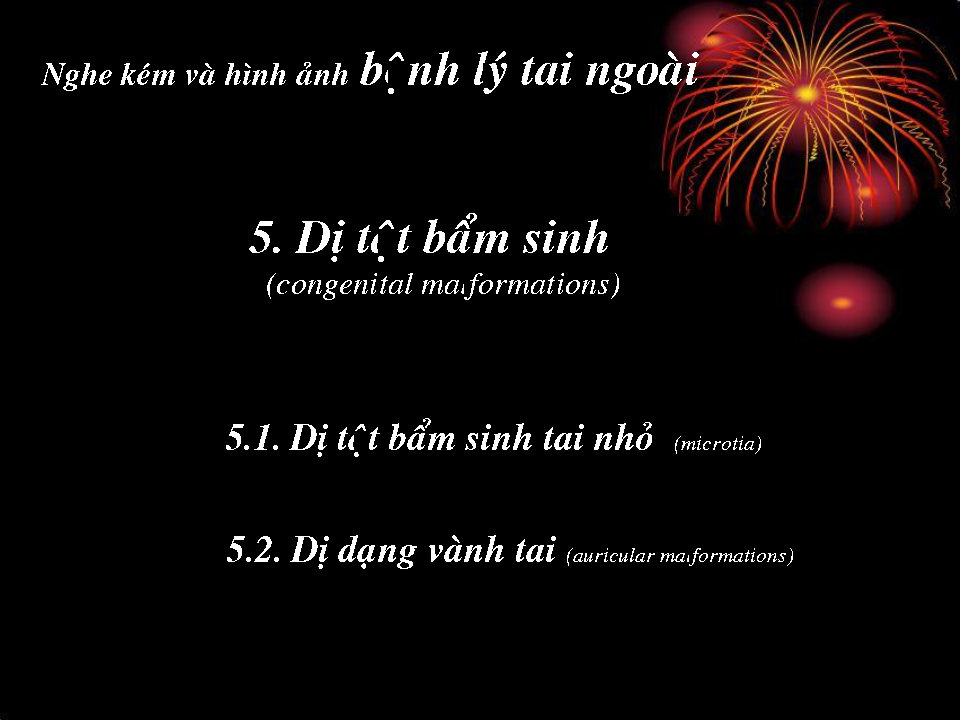 Nghe kém và hình ảnh bệnh lý tai ngoài
5. Dị tật bẩm sinh
(congenital malformations)
5.1. Dị tật bẩm sinh tai nhỏ (microtia)
5.2. Dị dạng vành tai (auricular malformations)